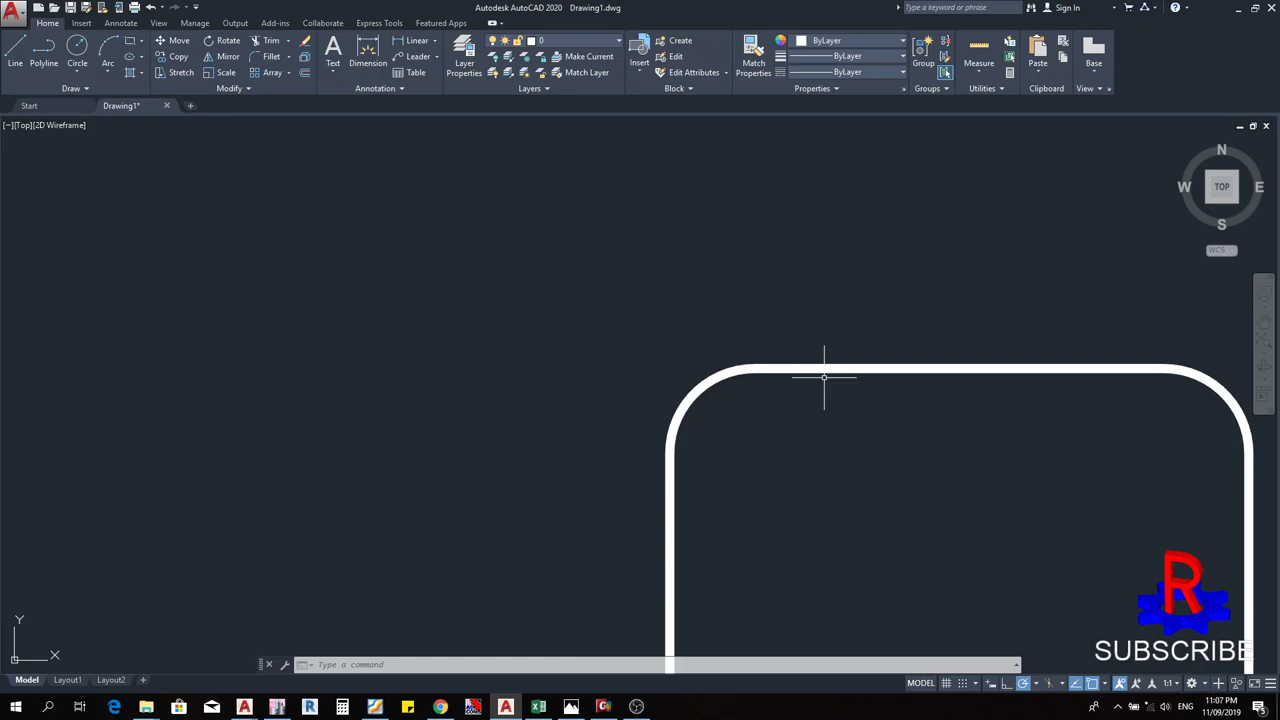 Autodesk AutoCAD 2020 Drawing1.dwg
Type a keyword or phrase
Sign In
Home Insert Annotate View Manage Output Add-ins Collaborate Express Tools Featured Apps
Line Polyline Circle Arc
Move Rotate Trim
Copy Mirror Fillet
Stretch Scale Array
Text Dimension
Linear
Leader
Table
Layer
Properties
0
Make Current
Match Layer
Insert
Create
Edit
Edit Attributes
Match
Properties
ByLayer
ByLayer
ByLayer
Group
Measure
Paste
Base
Draw Modify Annotation Layers Block Properties Groups Utilities Clipboard View
Start Drawing1*
[−][Top][2D Wireframe]
N
W TOP E
S
WCS
Y
X
R
SUBSCRIBE
Type a command
Model Layout1 Layout2
MODEL 1:1
11:07 PM
11/09/2019
5